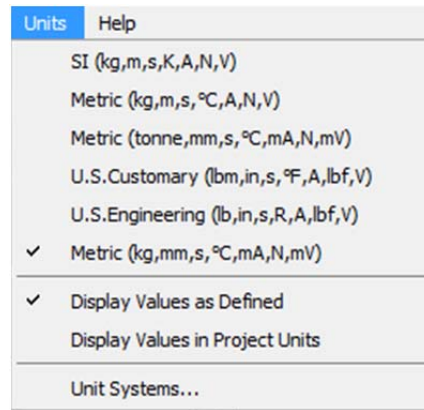 Units Help
SI (kg,m,s,K,A,N,V)
Metric (kg,m,s,°C,A,N,V)
Metric (tonne,mm,s,°C,mA,N,mV)
U.S.Customary (lbm,in,s,°F,A,lbf,V)
U.S.Engineering (lb,in,s,R,A,lbf,V)
Metric (kg,mm,s,°C,mA,N,mV)
Display Values as Defined
Display Values in Project Units
Unit Systems...